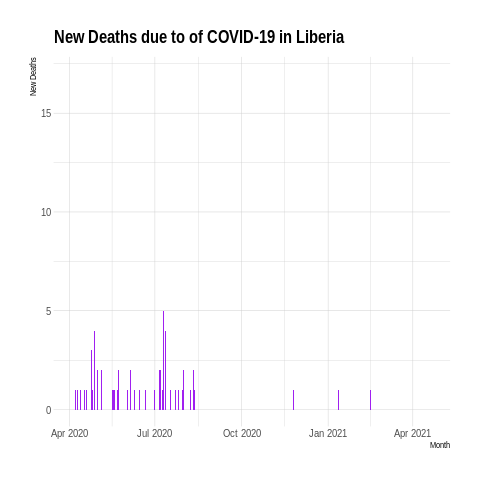 New Deaths due to of COVID-19 in Liberia
New Deaths
15
10
5
0
Apr 2020 Jul 2020 Oct 2020 Jan 2021 Apr 2021
Month